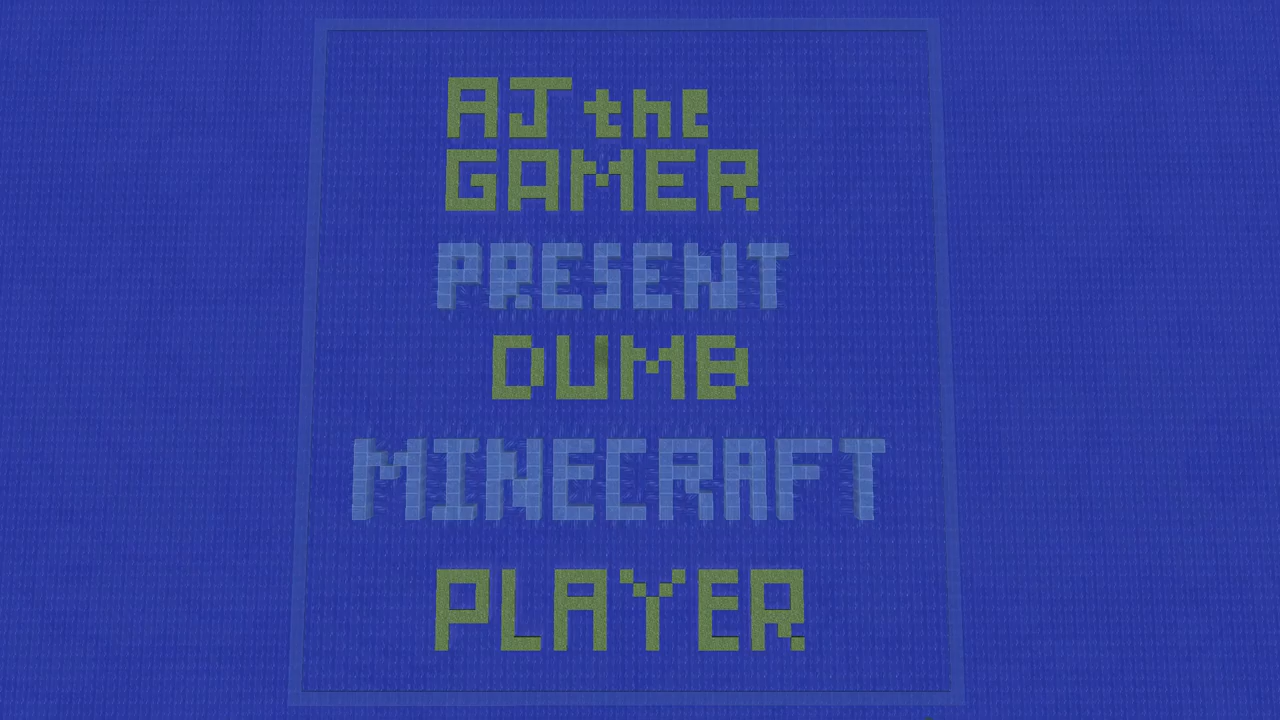 AJ the
GAMER
PRESENT
DUMB
MINECRAFT
PLAYER